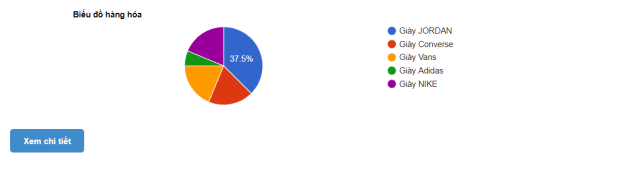 Biểu đồ hàng hóa
37.5%
Giày JORDAN
Giày Converse
Giày Vans
Giày Adidas
Giày NIKE
Xem chi tiết